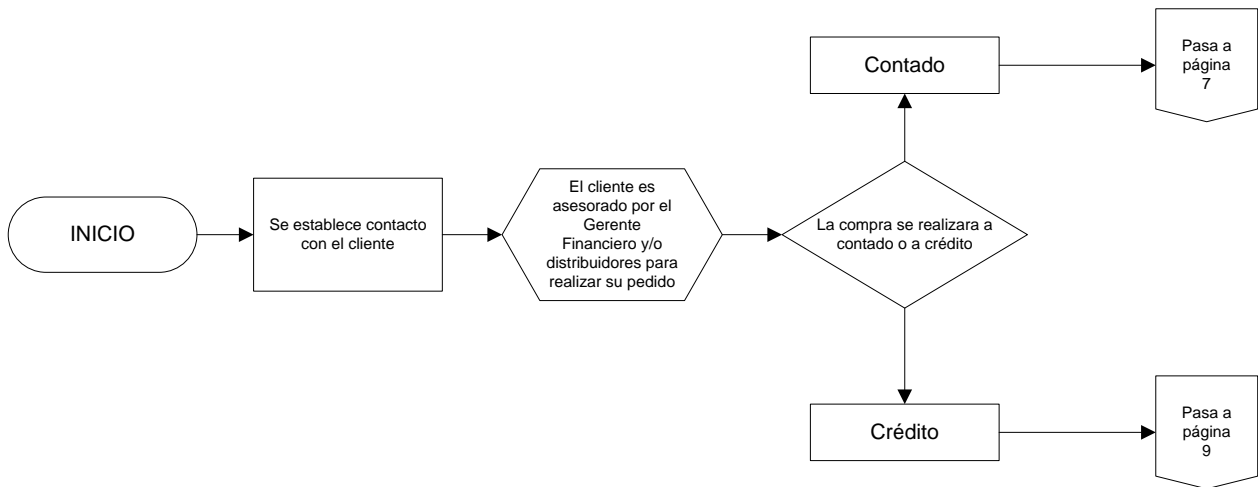 INICIO
Se establece contacto
con el cliente
El cliente es
asesorado por el
Gerente
Financiero y/o
distribuidores para
realizar su pedido
La compra se realizara a
contado o a crédito
Contado
Pasa a
página
7
Crédito
Pasa a
página
9